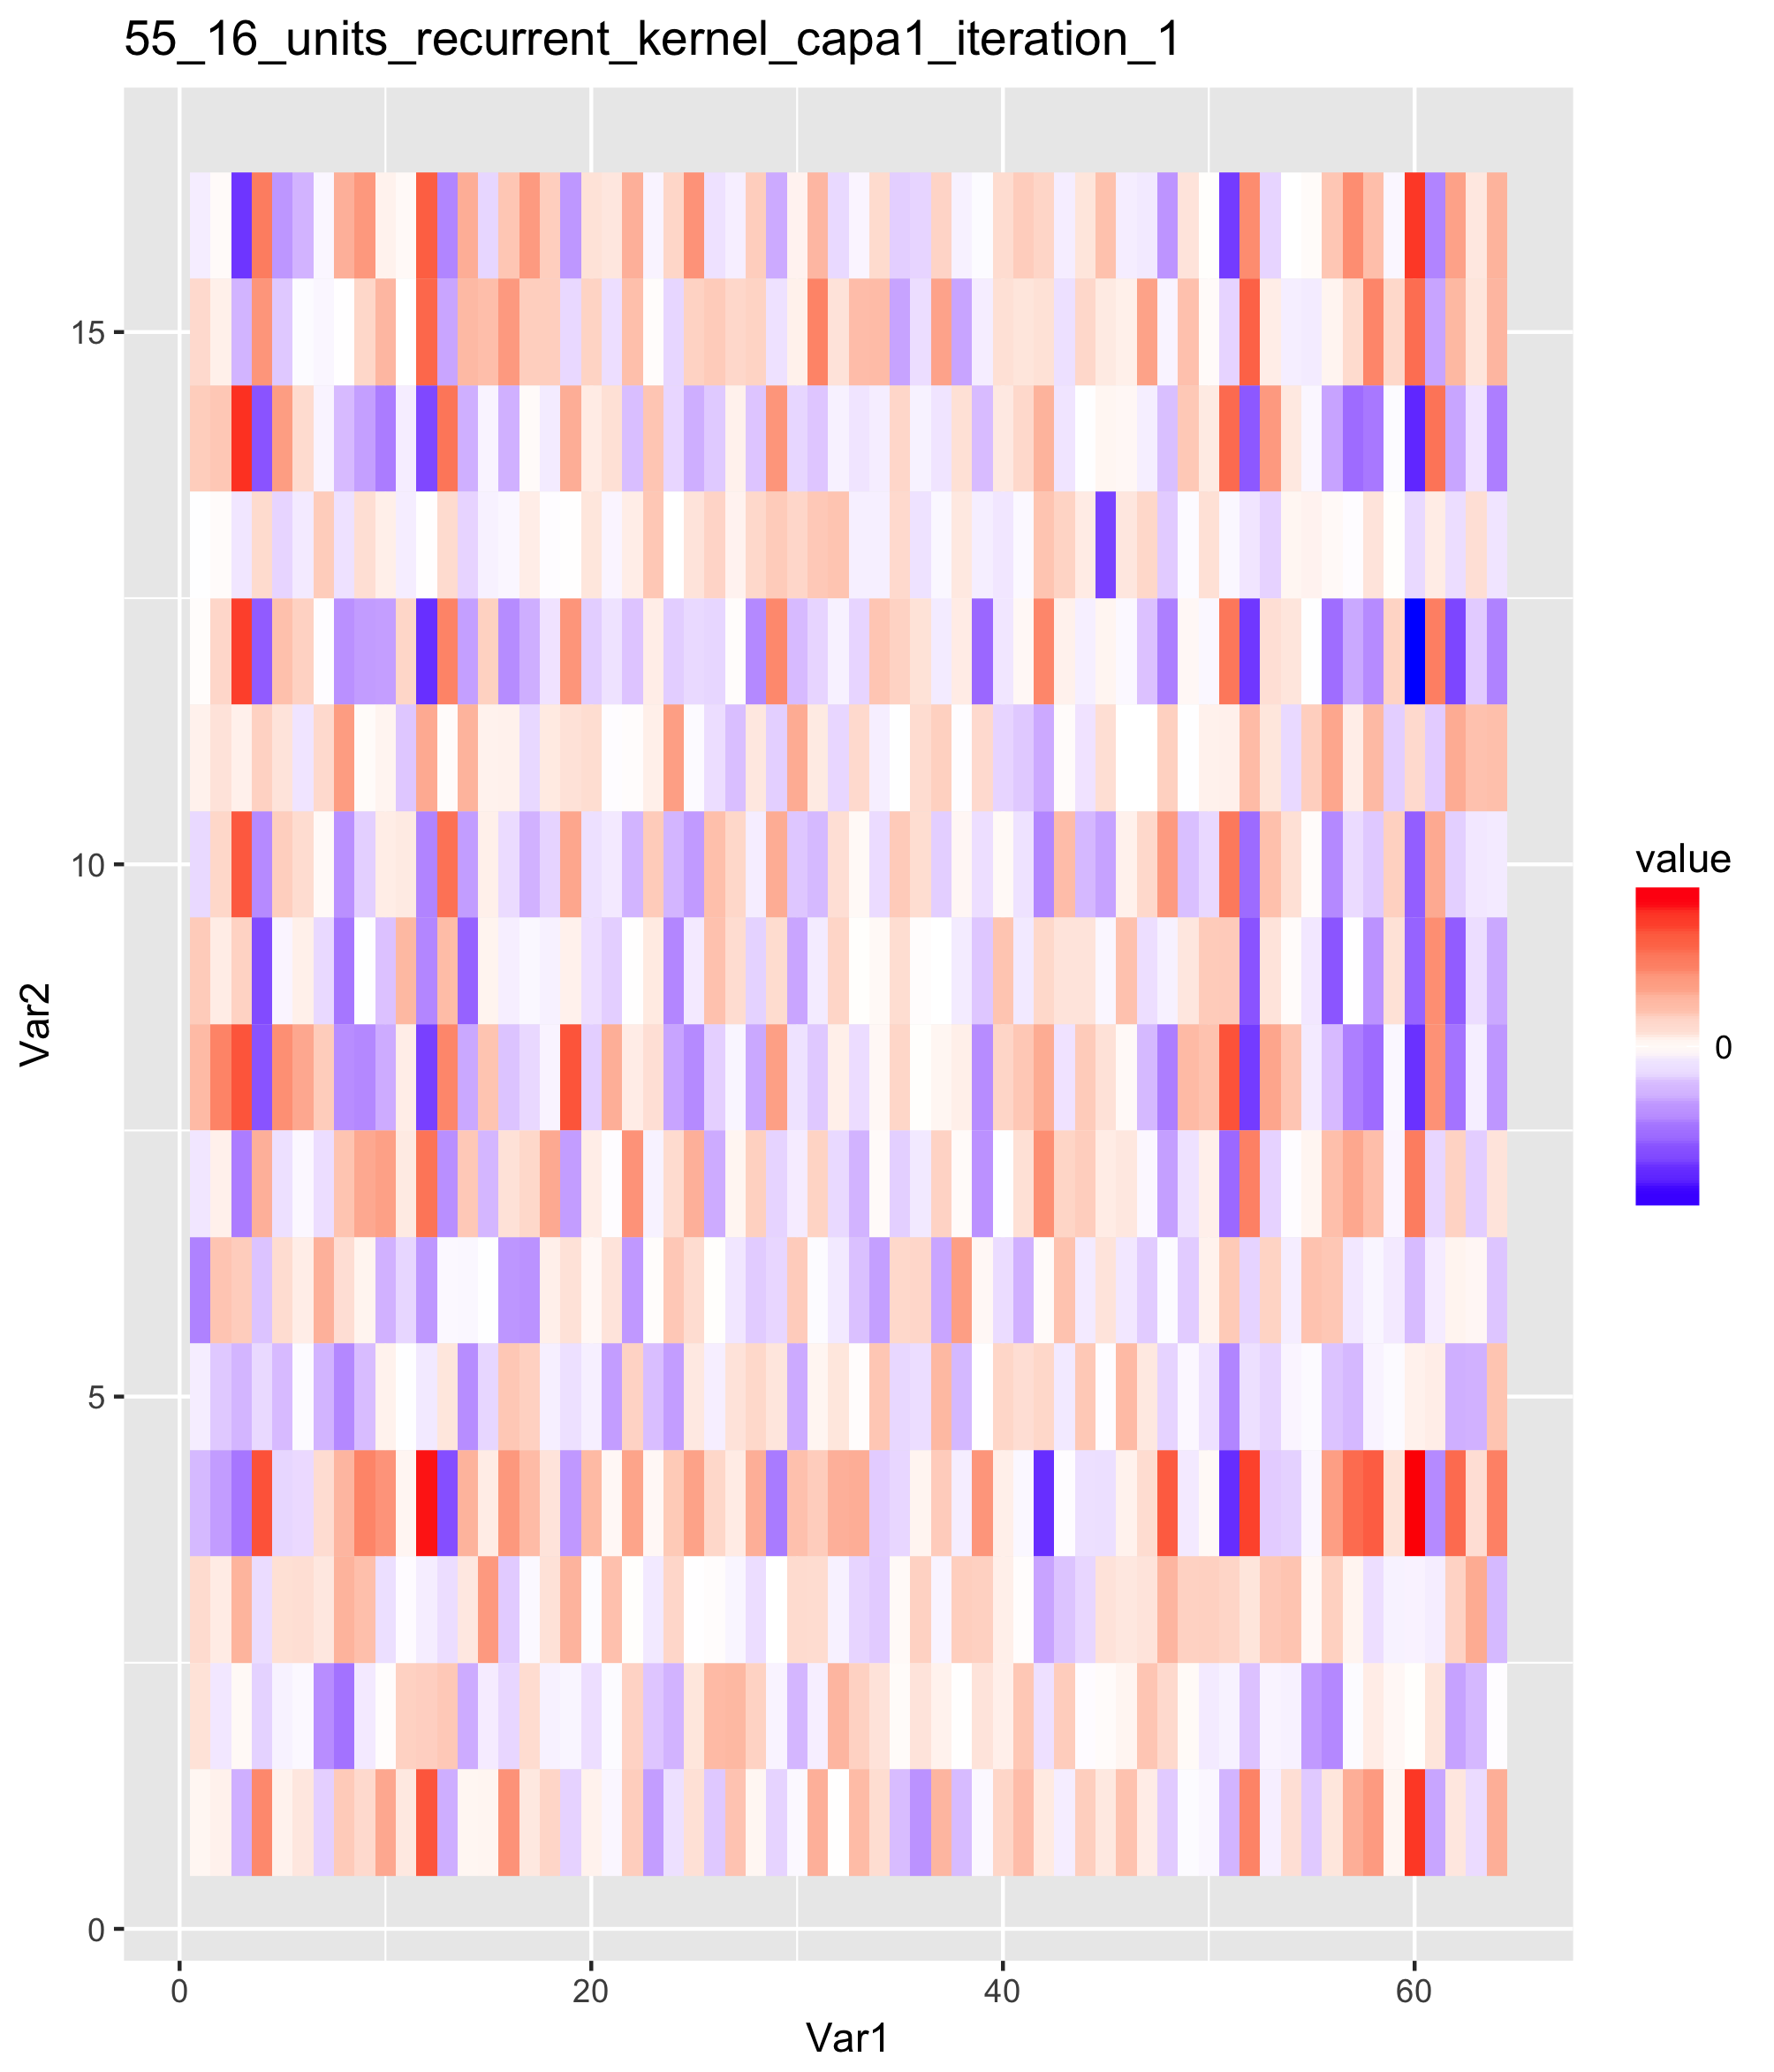 55_16_units_recurrent_kernel_capa1_iteration_1
15
10
5
0
Var2
0
20
40
60
Var1
value
0